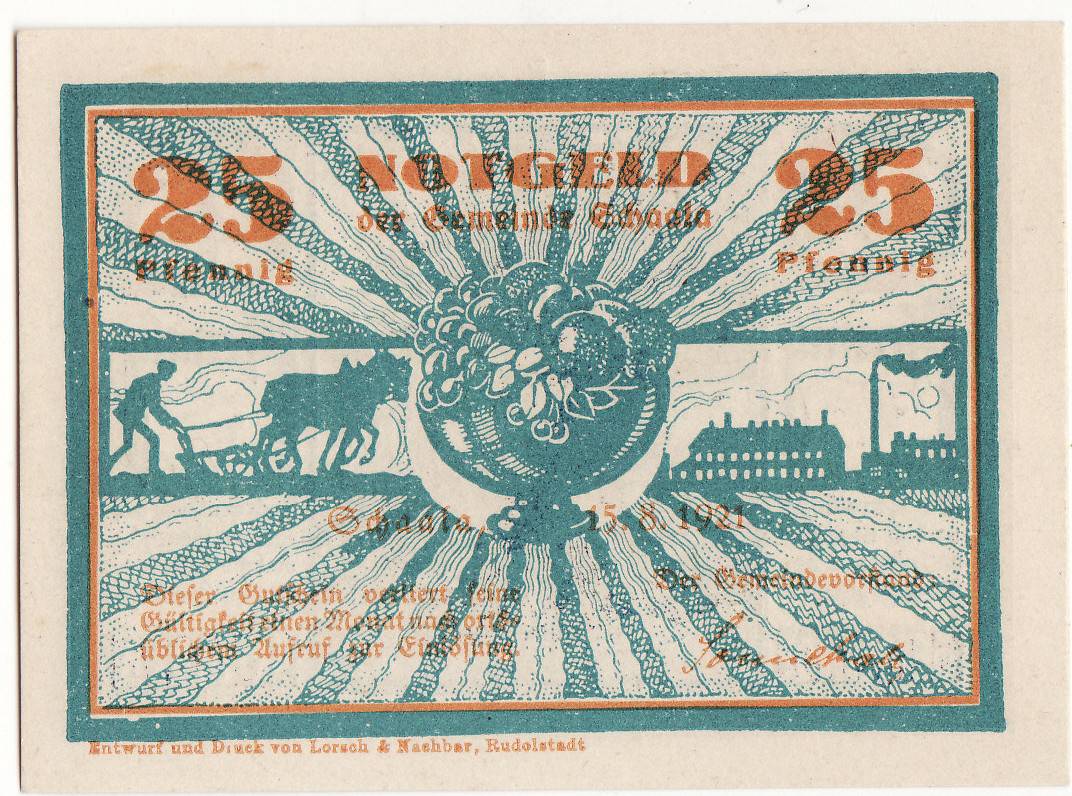 25 NOTGELD 25
der Gemeinde Schaala
Pfennig Pfennig
Schaala, 15. 8. 1921
Dieser Gutschein verliert seine
Gültigkeit einen Monat nach orts-
üblichem Aufruf zur Einlösung.
Der Gemeindevorstand:
Entwurf und Druck von Lorsch & Nachbar, Rudolstadt